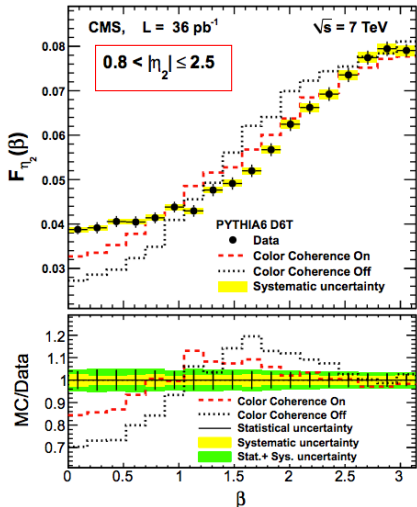 CMS, L = 36 pb⁻¹ √s = 7 TeV
0.8 < |η₂| ≤ 2.5
0.08
0.07
0.06
0.05
0.04
0.03
F_η₂(β)
PYTHIA6 D6T
Data
Color Coherence On
Color Coherence Off
Systematic uncertainty
1.2
1.1
1
0.9
0.8
0.7
MC/Data
Color Coherence On
Color Coherence Off
Statistical uncertainty
Systematic uncertainty
Stat.+ Sys. uncertainty
0 0.5 1 1.5 2 2.5 3
β